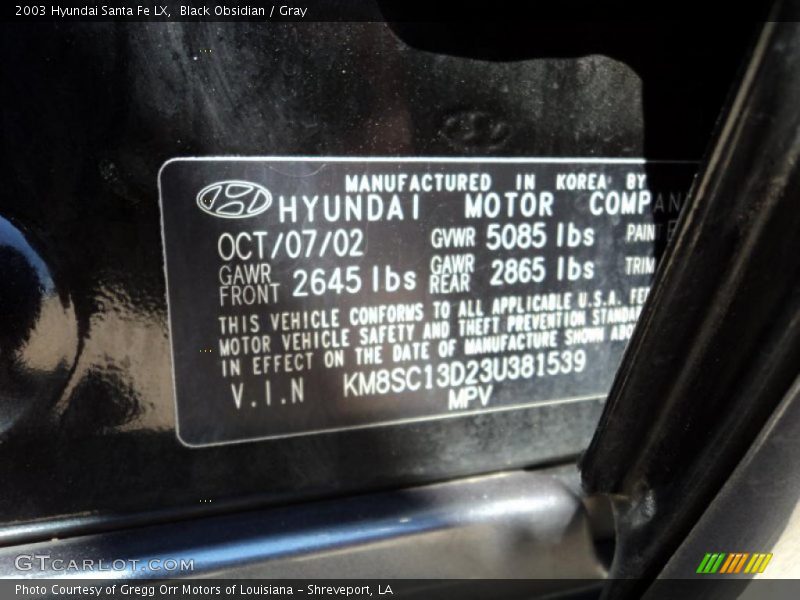 2003 Hyundai Santa Fe LX, Black Obsidian / Gray
MANUFACTURED IN KOREA BY
HYUNDAI MOTOR COMPAN
OCT/07/02 GVWR 5085 lbs PAINT
GAWR FRONT 2645 lbs GAWR REAR 2865 lbs TRIM
THIS VEHICLE CONFORMS TO ALL APPLICABLE U.S.A. FE
MOTOR VEHICLE SAFETY AND THEFT PREVENTION STANDA
IN EFFECT ON THE DATE OF MANUFACTURE SHOWN ABO
V.I.N KM8SC13D23U381539
MPV
GTCARLOT.COM
Photo Courtesy of Gregg Orr Motors of Louisiana - Shreveport, LA